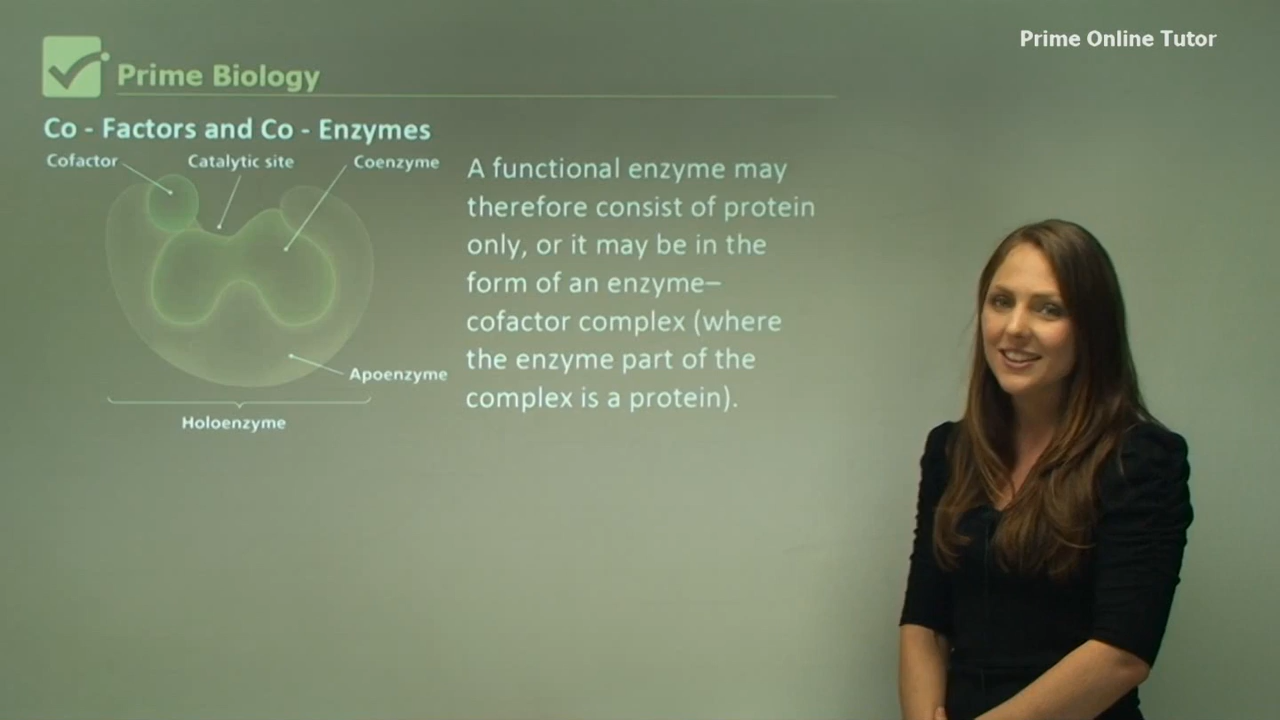 Prime Online Tutor
Prime Biology
Co - Factors and Co - Enzymes
Cofactor
Catalytic site
Coenzyme
Apoenzyme
Holoenzyme
A functional enzyme may
therefore consist of protein
only, or it may be in the
form of an enzyme–
cofactor complex (where
the enzyme part of the
complex is a protein).